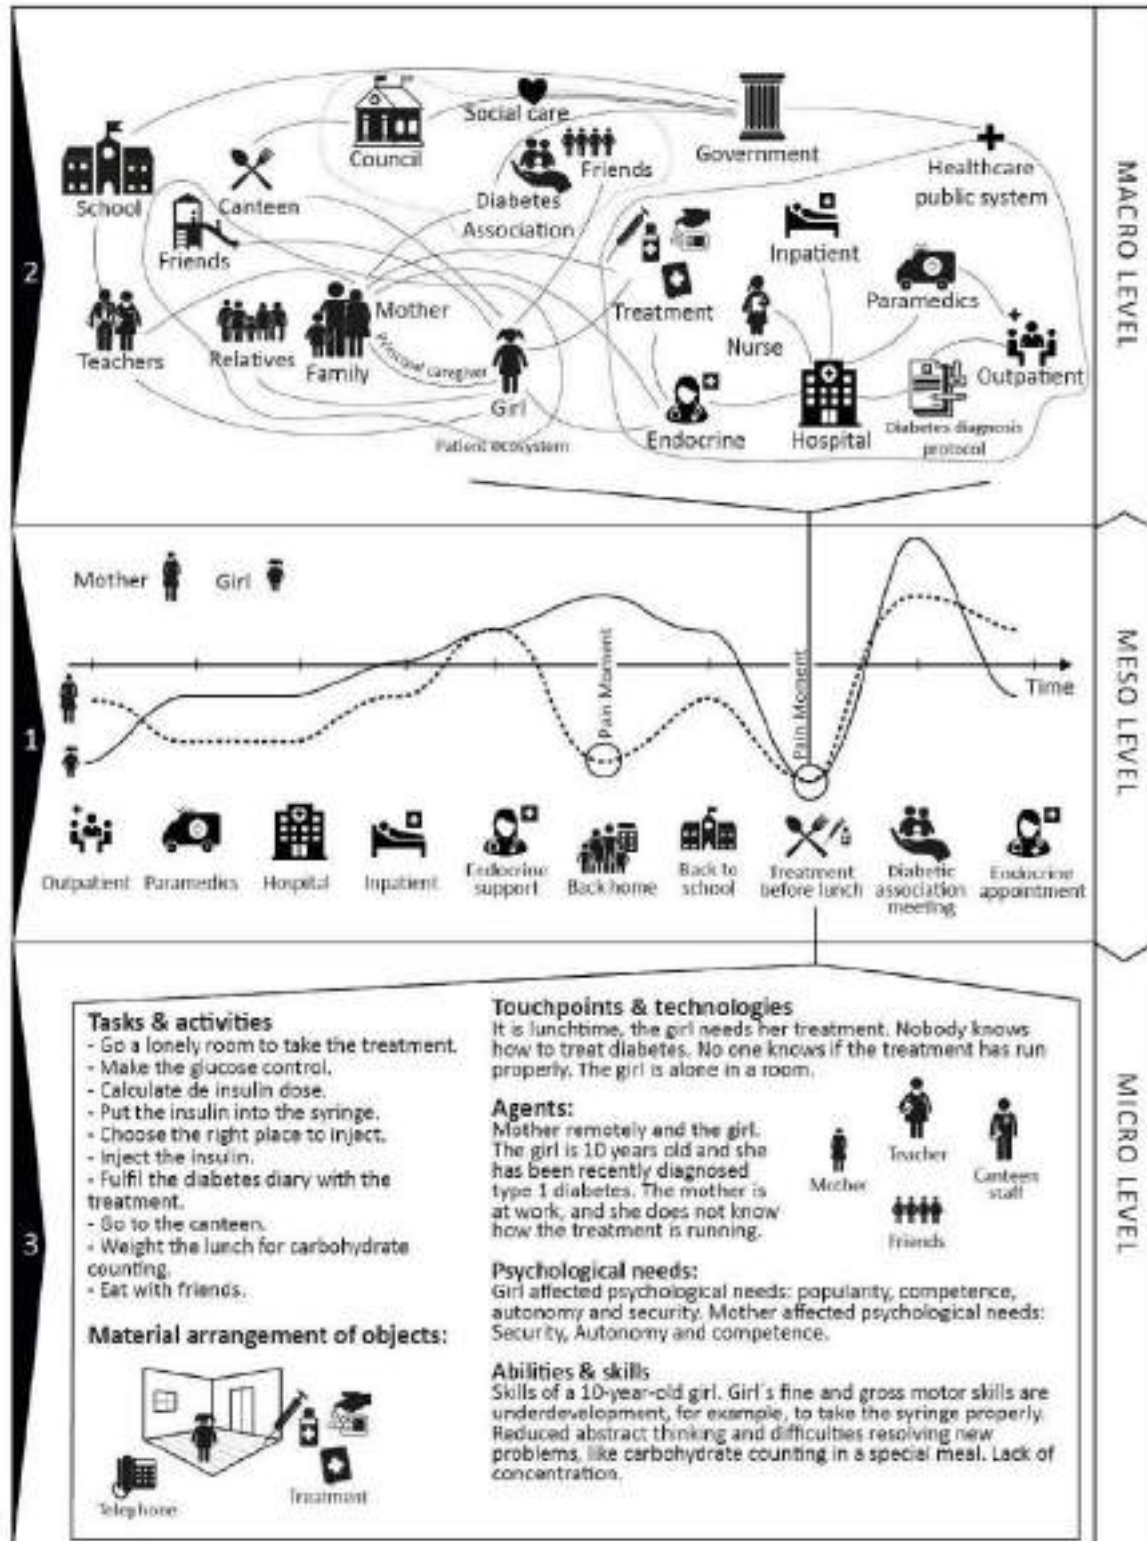 MACRO LEVEL
2
Council
Social care
Government
School
Canteen
Friends
Friends
Diabetes
Association
Healthcare
public system
Inpatient
Paramedics
Treatment
Nurse
Teachers
Relatives
Family
Mother
Principal caregiver
Girl
Patient ecosystem
Endocrine
Hospital
Diabetes diagnosis
protocol
Outpatient
MESO LEVEL
1
Mother
Girl
Pain Moment
Pain Moment
Time
Outpatient
Paramedics
Hospital
Inpatient
Endocrine
support
Back home
Back to
school
Treatment
before lunch
Diabetic
association
meeting
Endocrine
appointment
MICRO LEVEL
3
Tasks & activities
- Go a lonely room to take the treatment.
- Make the glucose control.
- Calculate de insulin dose.
- Put the insulin into the syringe.
- Choose the right place to inject.
- Inject the insulin.
- Fulfil the diabetes diary with the
treatment.
- Go to the canteen.
- Weight the lunch for carbohydrate
counting.
- Eat with friends.
Material arrangement of objects:
Telephone
Treatment
Touchpoints & technologies
It is lunchtime, the girl needs her treatment. Nobody knows
how to treat diabetes. No one knows if the treatment has run
properly. The girl is alone in a room.
Agents:
Mother remotely and the girl.
The girl is 10 years old and she
has been recently diagnosed
type 1 diabetes. The mother is
at work, and she does not know
how the treatment is running.
Mother
Teacher
Canteen
staff
Friends
Psychological needs:
Girl affected psychological needs: popularity, competence,
autonomy and security. Mother affected psychological needs:
Security, Autonomy and competence.
Abilities & skills
Skills of a 10-year-old girl. Girl´s fine and gross motor skills are
underdevelopment, for example, to take the syringe properly.
Reduced abstract thinking and difficulties resolving new
problems, like carbohydrate counting in a special meal. Lack of
concentration.